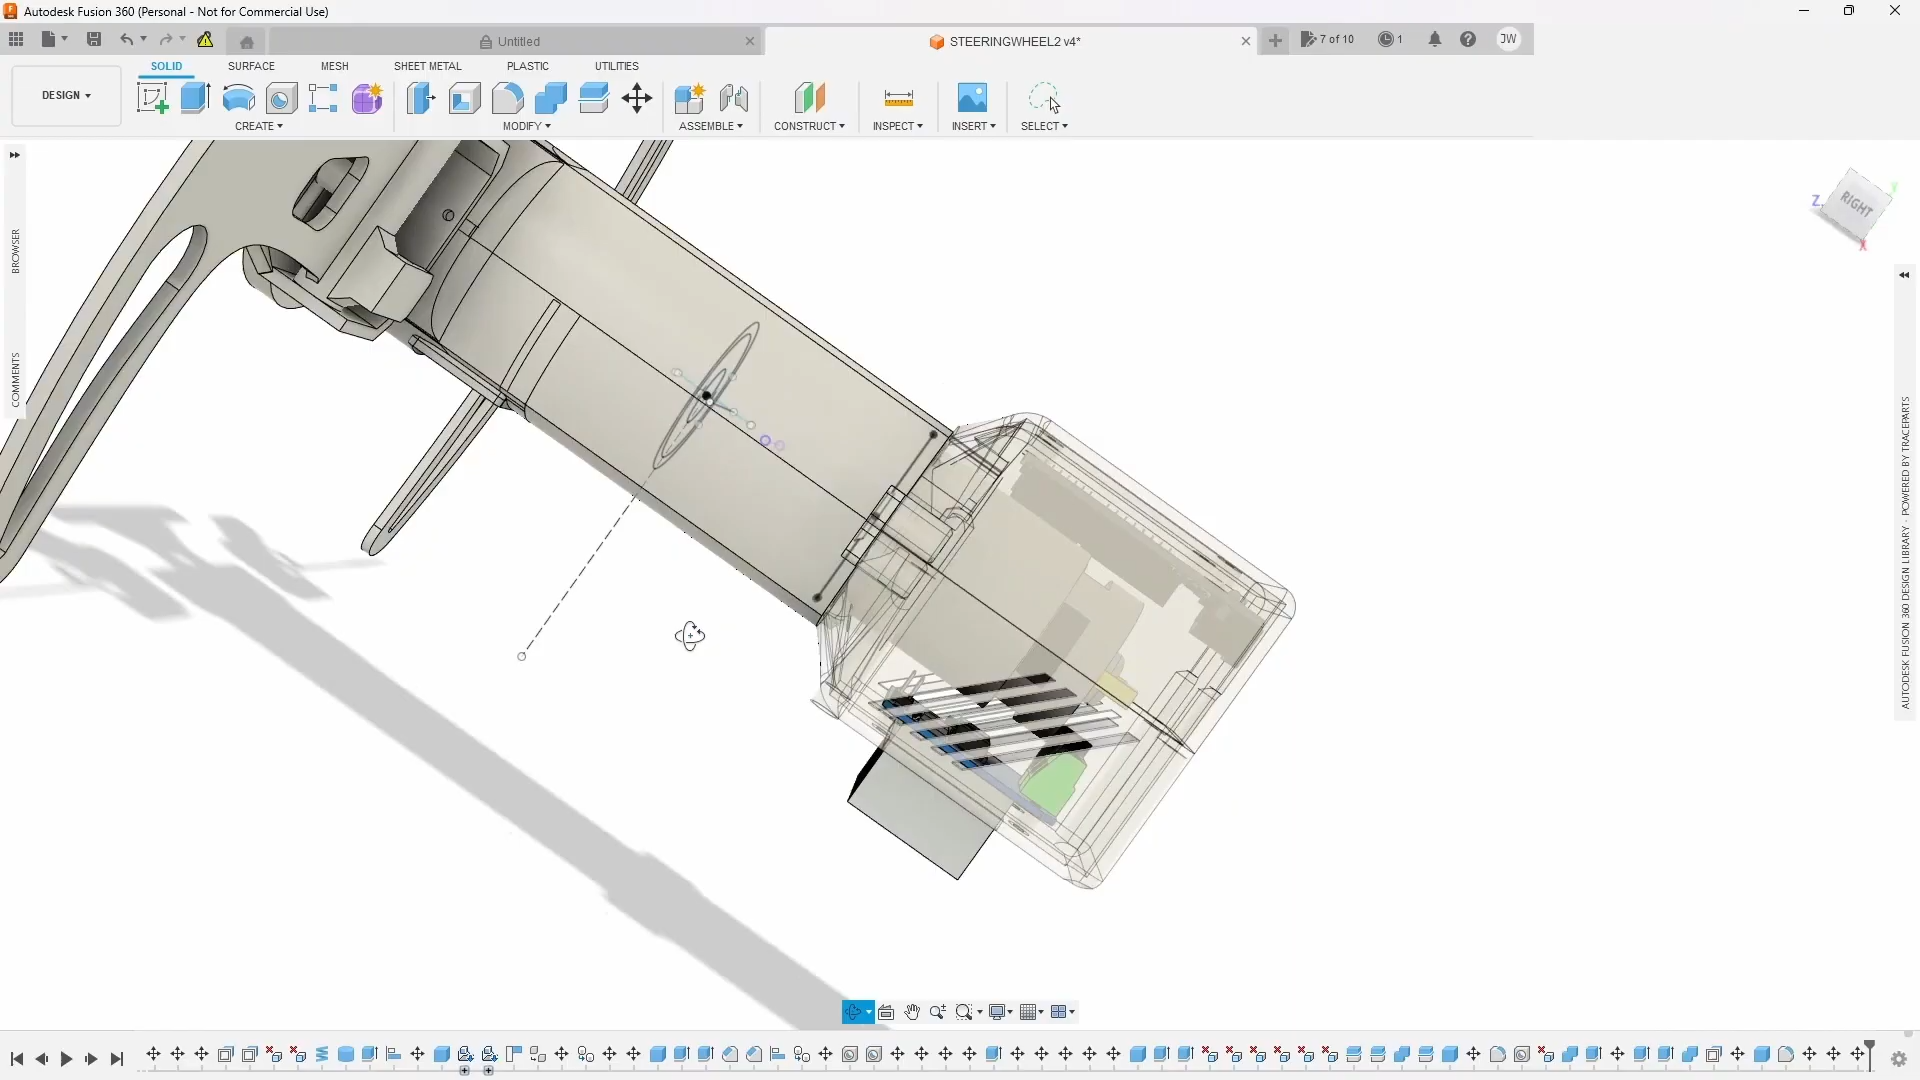 Autodesk Fusion 360 (Personal - Not for Commercial Use)
Untitled
STEERINGWHEEL2 v4*
7 of 10
1
JW
SOLID
SURFACE
MESH
SHEET METAL
PLASTIC
UTILITIES
DESIGN
CREATE
MODIFY
ASSEMBLE
CONSTRUCT
INSPECT
INSERT
SELECT
BROWSER
COMMENTS
Z
RIGHT
Y
X
AUTODESK FUSION 360 DESIGN LIBRARY - POWERED BY TRACEPARTS